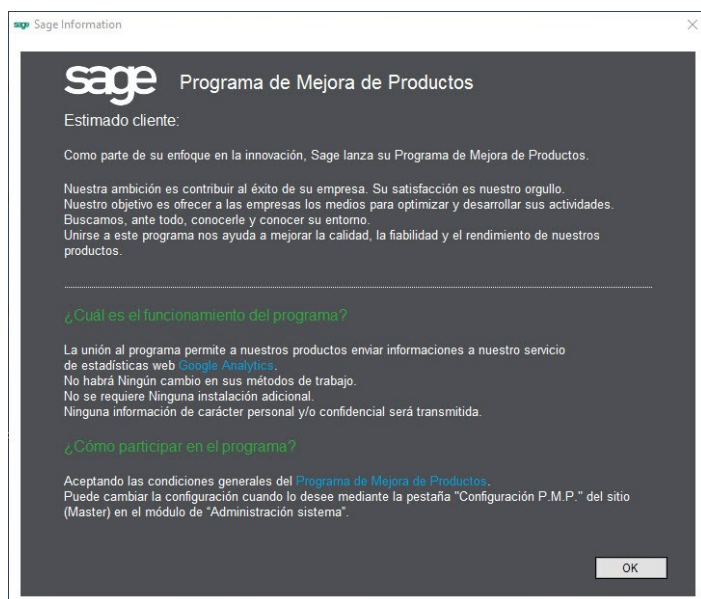 sage Sage Information
sage Programa de Mejora de Productos
Estimado cliente:
Como parte de su enfoque en la innovación, Sage lanza su Programa de Mejora de Productos.
Nuestra ambición es contribuir al éxito de su empresa. Su satisfacción es nuestro orgullo.
Nuestro objetivo es ofrecer a las empresas los medios para optimizar y desarrollar sus actividades.
Buscamos, ante todo, conocerle y conocer su entorno.
Unirse a este programa nos ayuda a mejorar la calidad, la fiabilidad y el rendimiento de nuestros
productos.
¿Cuál es el funcionamiento del programa?
La unión al programa permite a nuestros productos enviar informaciones a nuestro servicio
de estadísticas web Google Analytics.
No habrá Ningún cambio en sus métodos de trabajo.
No se requiere Ninguna instalación adicional.
Ninguna información de carácter personal y/o confidencial será transmitida.
¿Cómo participar en el programa?
Aceptando las condiciones generales del Programa de Mejora de Productos.
Puede cambiar la configuración cuando lo desee mediante la pestaña "Configuración P.M.P." del sitio
(Master) en el módulo de “Administración sistema”.
OK